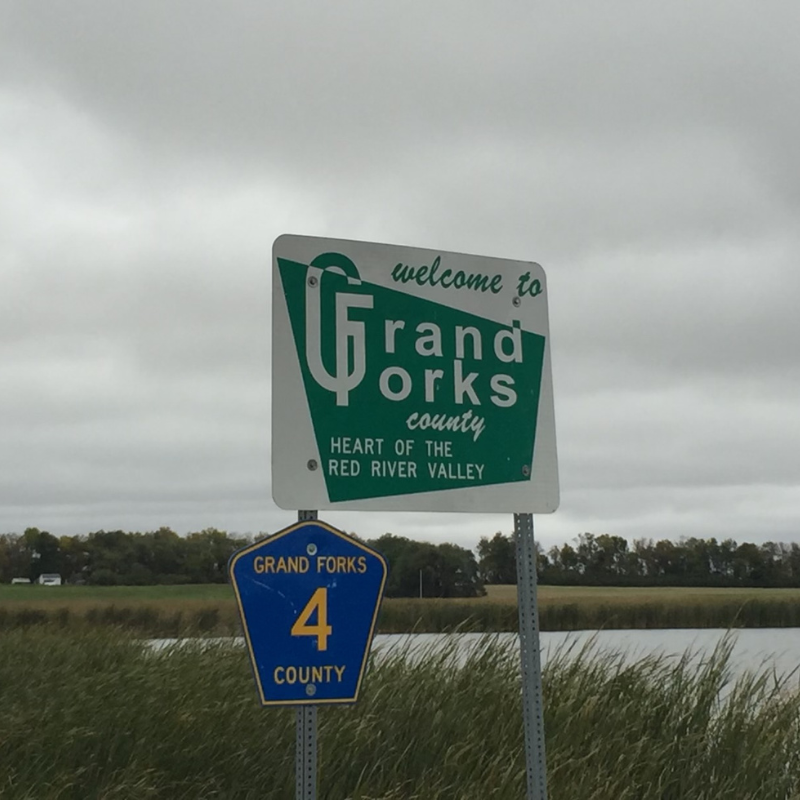 welcome to
Grand
Forks
county
HEART OF THE
RED RIVER VALLEY
GRAND FORKS
4
COUNTY